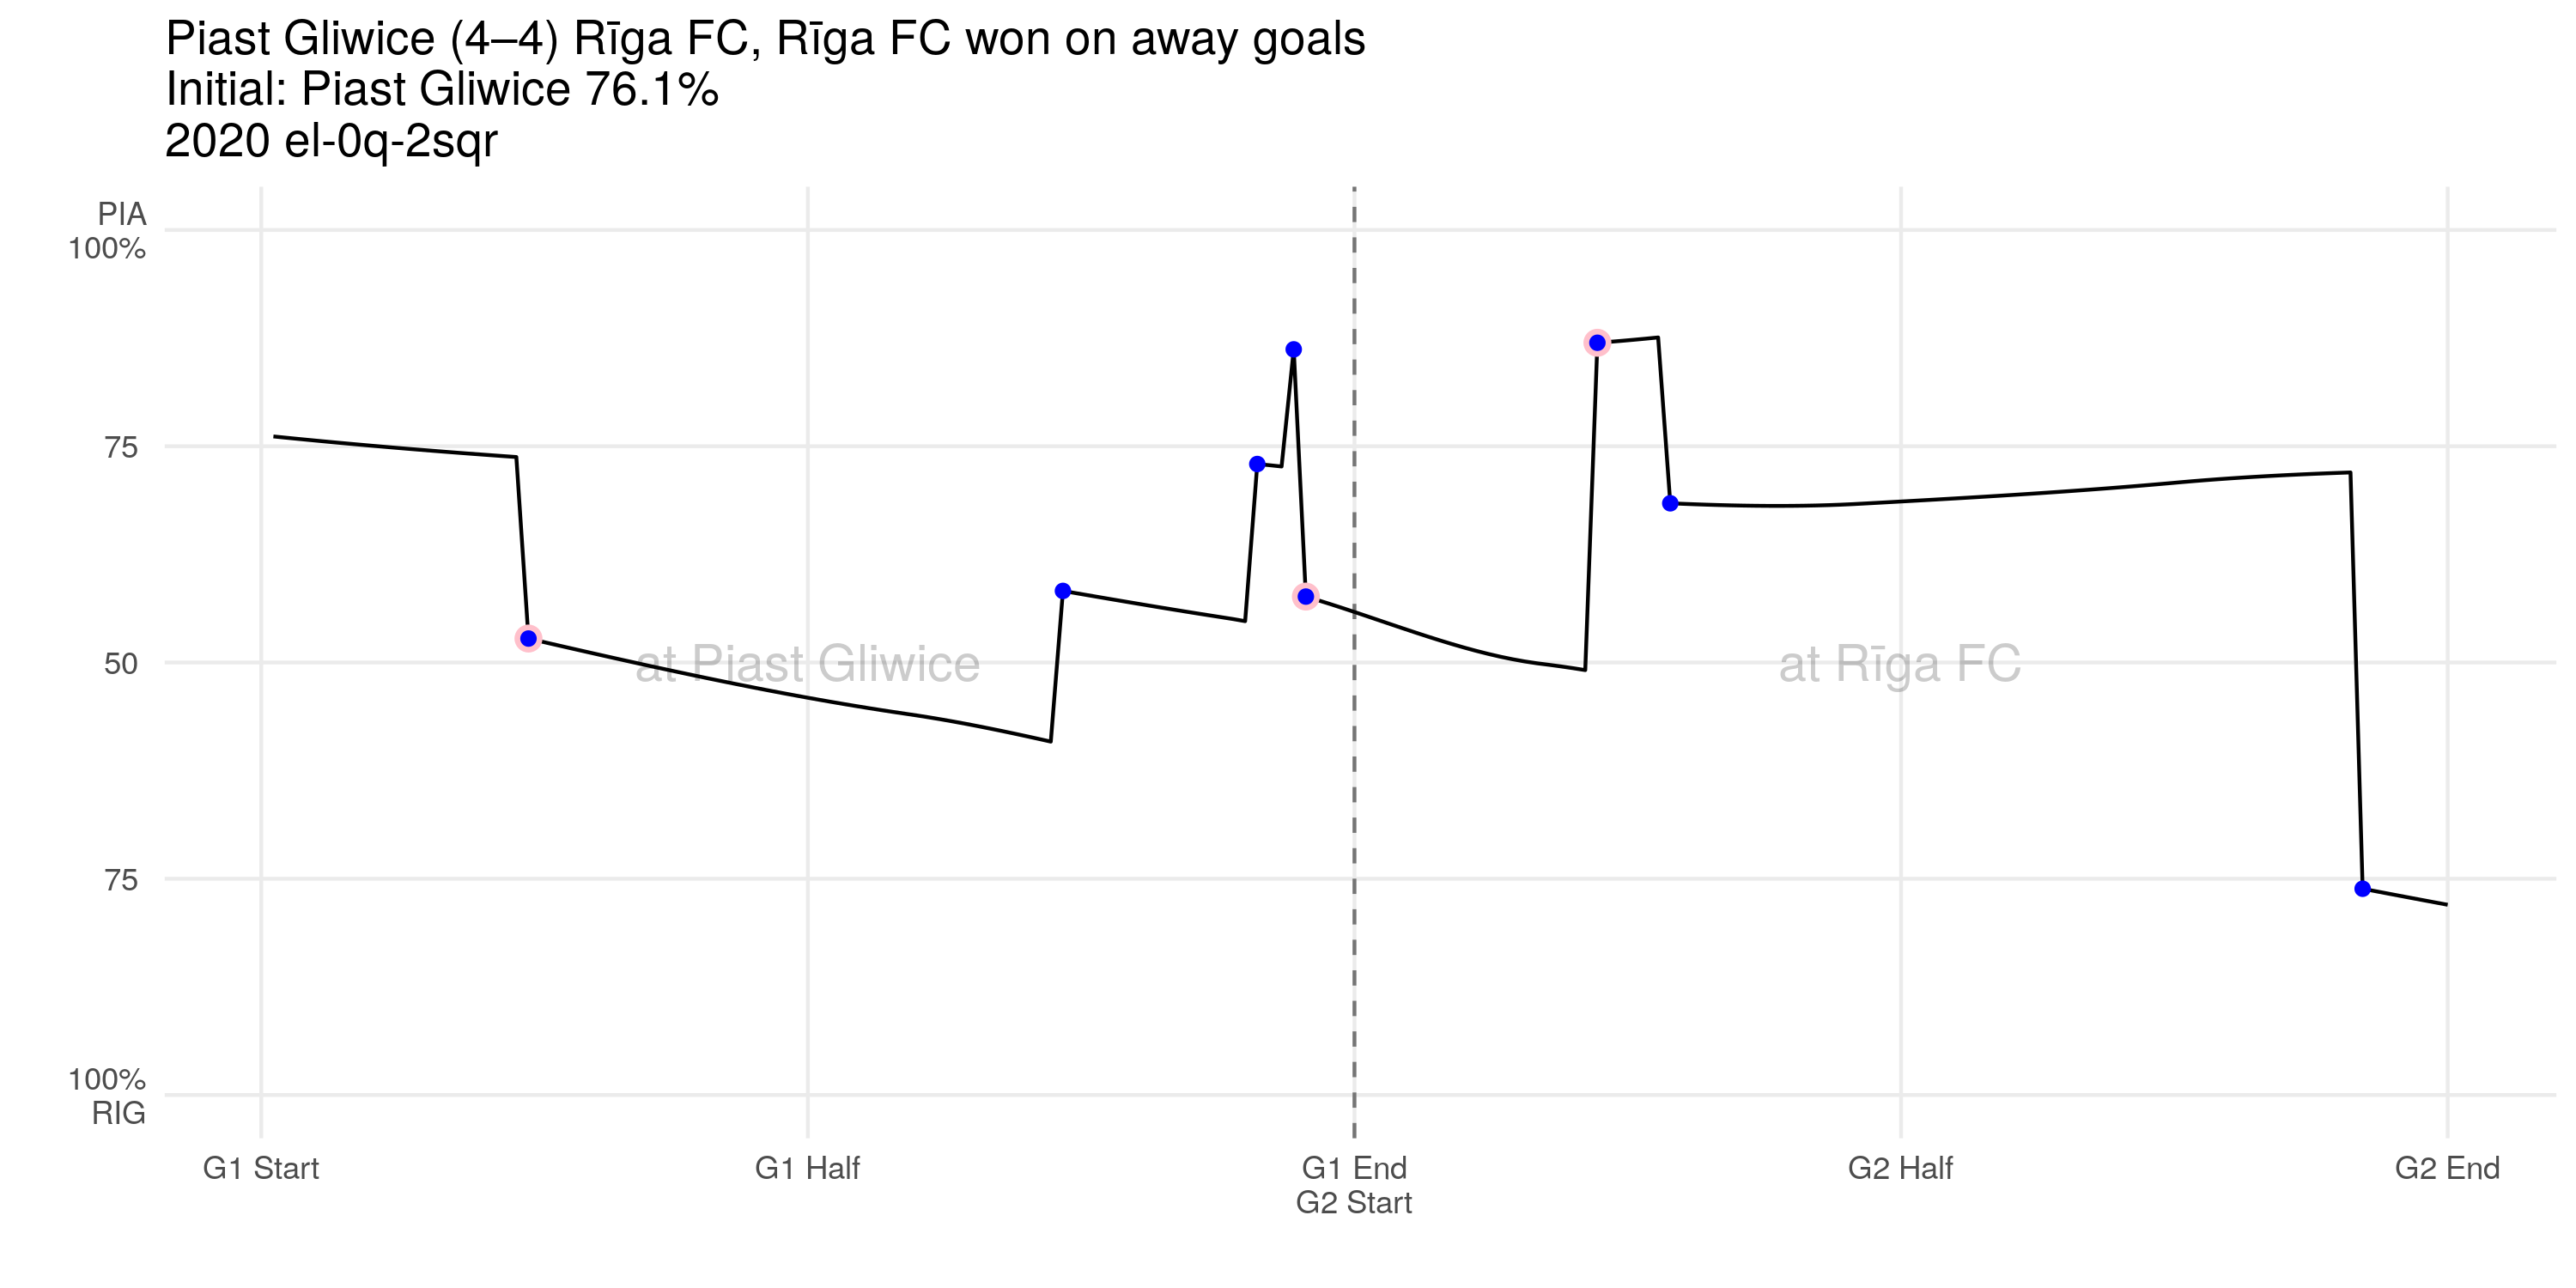 Piast Gliwice (4–4) Rīga FC, Rīga FC won on away goals
Initial: Piast Gliwice 76.1%
2020 el-0q-2sqr
PIA
100%
75
50
75
100%
RIG
at Piast Gliwice
at Rīga FC
G1 Start
G1 Half
G1 End
G2 Start
G2 Half
G2 End